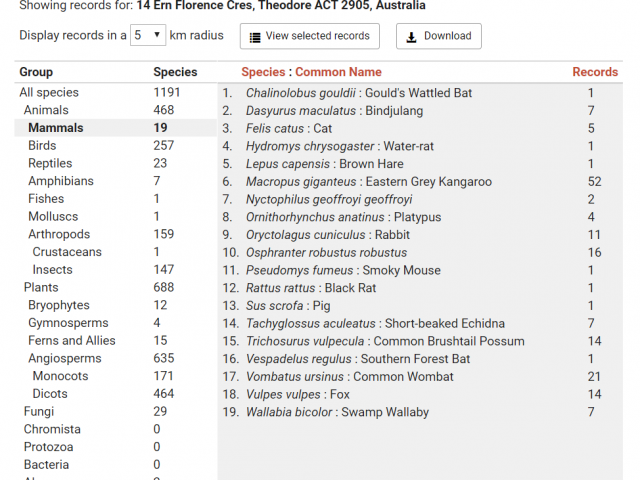 Showing records for: 14 Ern Florence Cres, Theodore ACT 2905, Australia
Display records in a 5 ▼ km radius View selected records Download
Group Species Species : Common Name Records
All species 1191 1. Chalinolobus gouldii : Gould's Wattled Bat 1
Animals 468 2. Dasyurus maculatus : Bindjulang 7
Mammals 19 3. Felis catus : Cat 5
Birds 257 4. Hydromys chrysogaster : Water-rat 1
Reptiles 23 5. Lepus capensis : Brown Hare 1
Amphibians 7 6. Macropus giganteus : Eastern Grey Kangaroo 52
Fishes 1 7. Nyctophilus geoffroyi geoffroyi 2
Molluscs 1 8. Ornithorhynchus anatinus : Platypus 4
Arthropods 159 9. Oryctolagus cuniculus : Rabbit 11
Crustaceans 1 10. Osphranter robustus robustus 16
Insects 147 11. Pseudomys fumeus : Smoky Mouse 1
Plants 688 12. Rattus rattus : Black Rat 1
Bryophytes 12 13. Sus scrofa : Pig 1
Gymnosperms 4 14. Tachyglossus aculeatus : Short-beaked Echidna 7
Ferns and Allies 15 15. Trichosurus vulpecula : Common Brushtail Possum 14
Angiosperms 635 16. Vespadelus regulus : Southern Forest Bat 1
Monocots 171 17. Vombatus ursinus : Common Wombat 21
Dicots 464 18. Vulpes vulpes : Fox 14
Fungi 29 19. Wallabia bicolor : Swamp Wallaby 7
Chromista 0
Protozoa 0
Bacteria 0